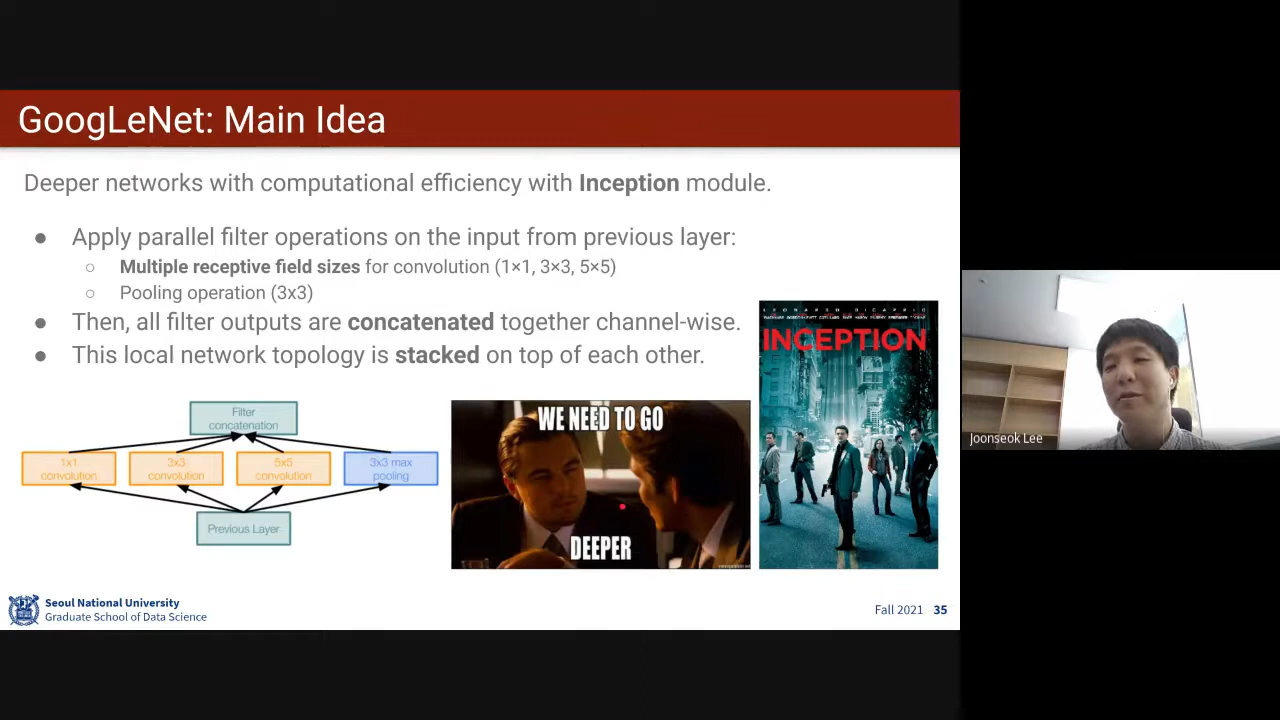 GoogLeNet: Main Idea
Deeper networks with computational efficiency with Inception module.
● Apply parallel filter operations on the input from previous layer:
○ Multiple receptive field sizes for convolution (1×1, 3×3, 5×5)
○ Pooling operation (3x3)
● Then, all filter outputs are concatenated together channel-wise.
● This local network topology is stacked on top of each other.
Filter
concatenation
1x1
convolution
3x3
convolution
5x5
convolution
3x3 max
pooling
Previous Layer
WE NEED TO GO
DEEPER
LEONARDO DICAPRIO
INCEPTION
Joonseok Lee
Seoul National University
Graduate School of Data Science
Fall 2021 35